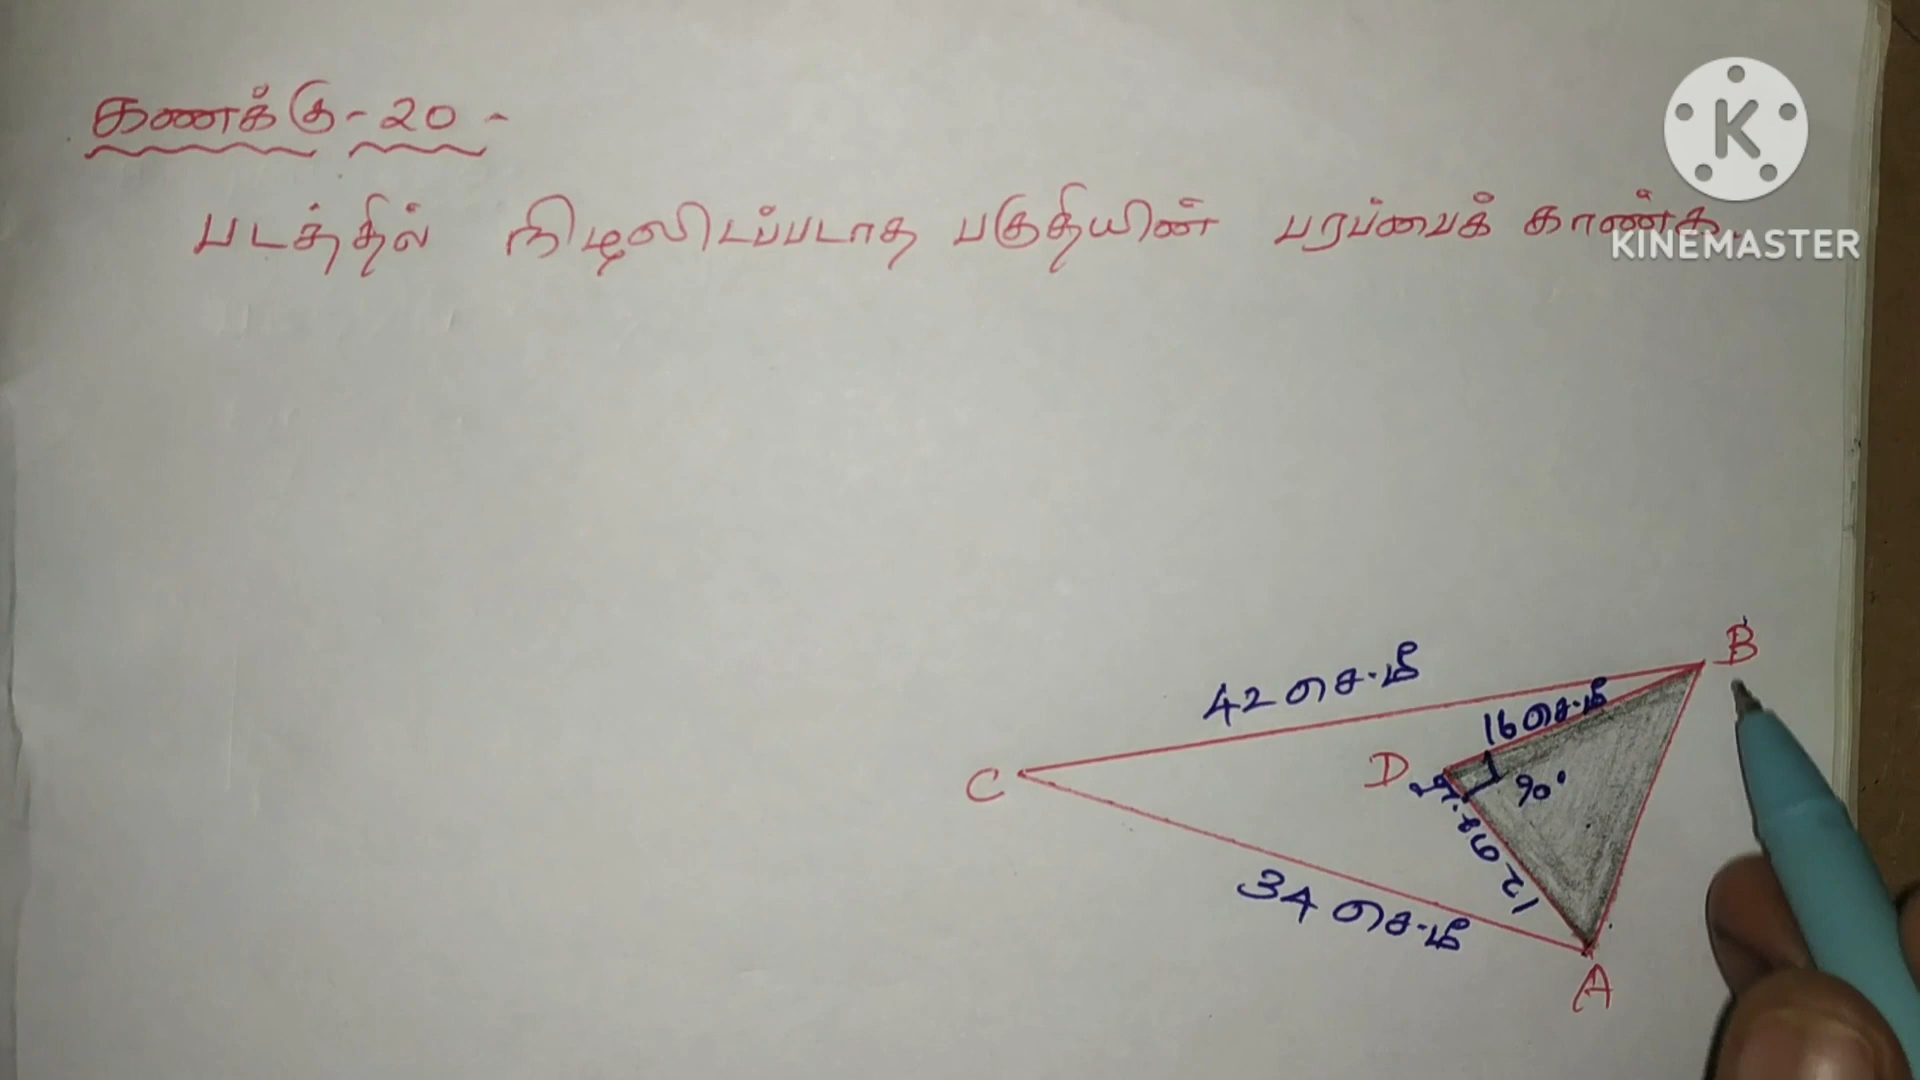 கணக்கு - 20 -
படத்தில் நிழலிடப்படாத பகுதியின் பரப்பைக் காண்க.
K
KINEMASTER
B
42 செ.மீ
16 செ.மீ
D
90°
C
12 செ.மீ
34 செ.மீ
A